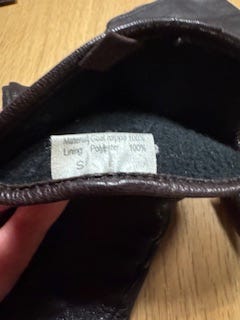 Material Goat nappa 100%
Lining Polyester 100%
S